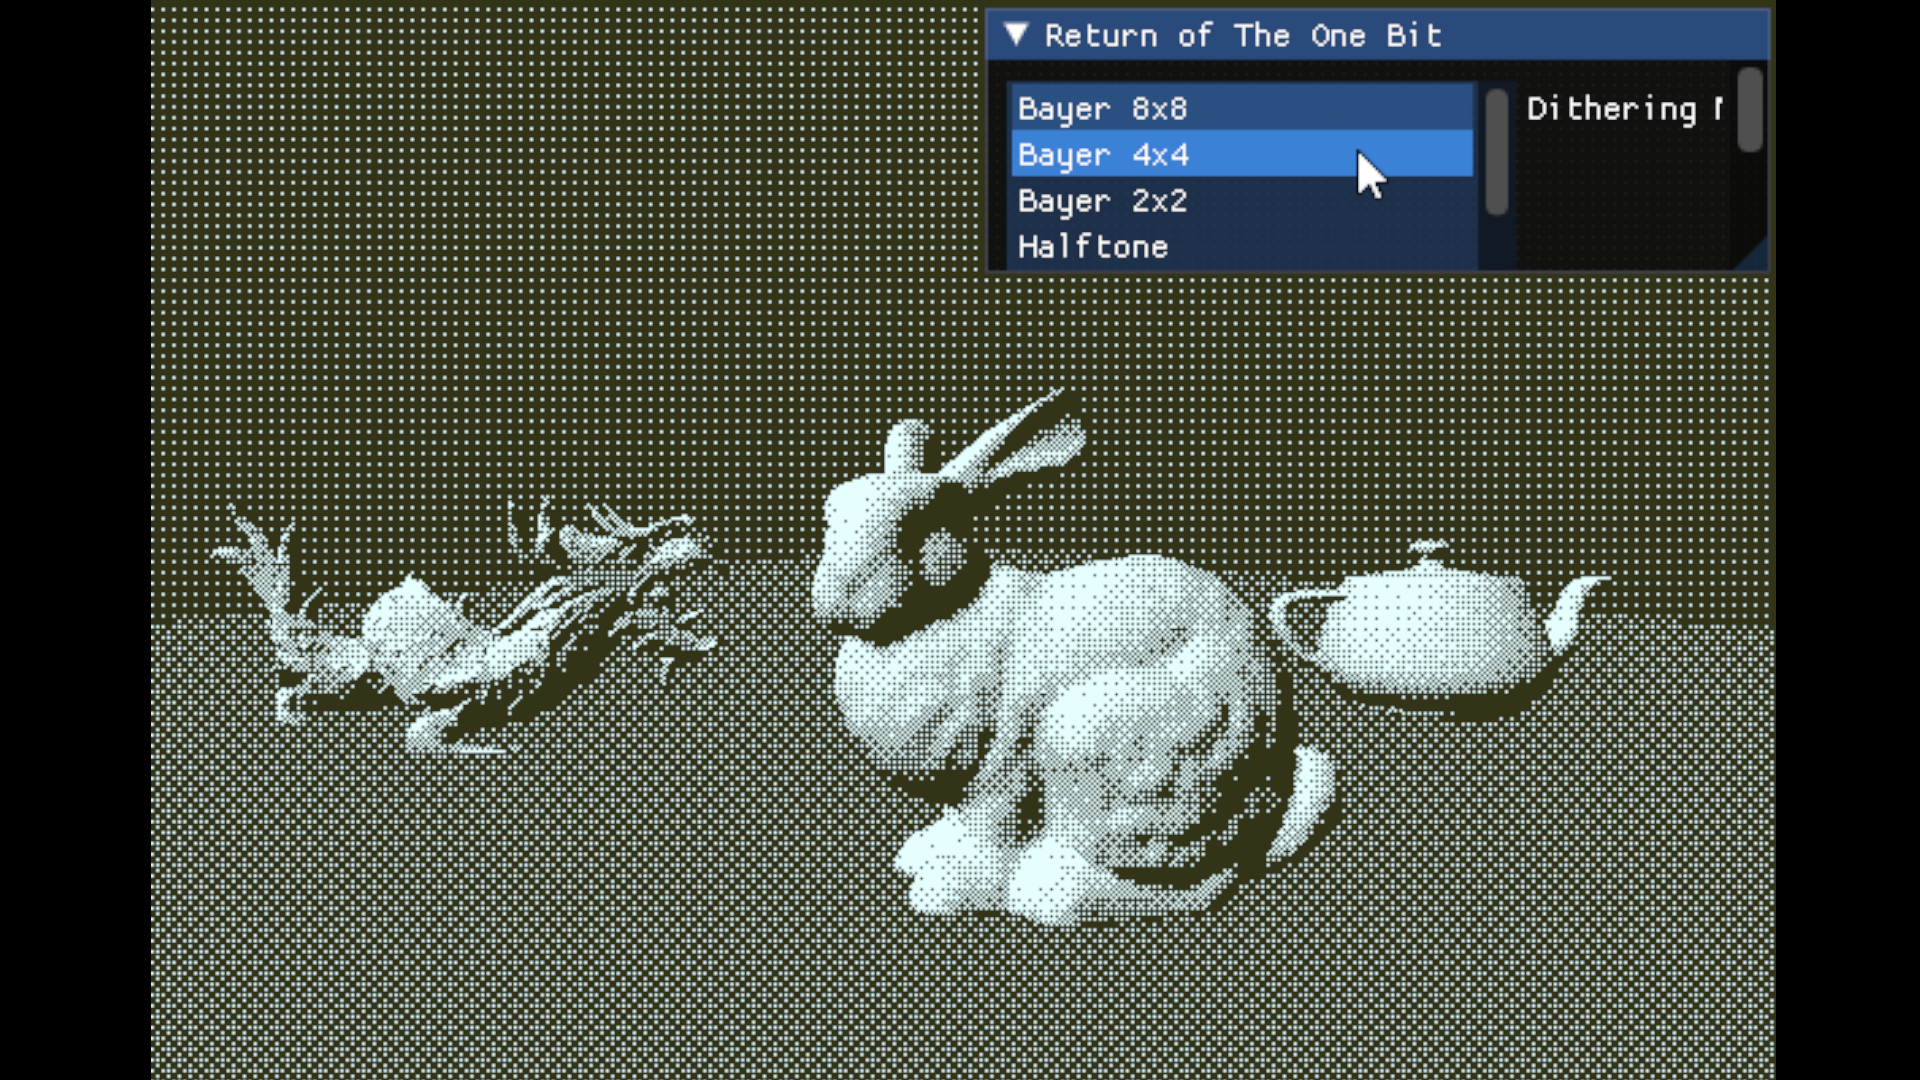 Return of The One Bit
Bayer 8x8
Bayer 4x4
Bayer 2x2
Halftone
Dithering